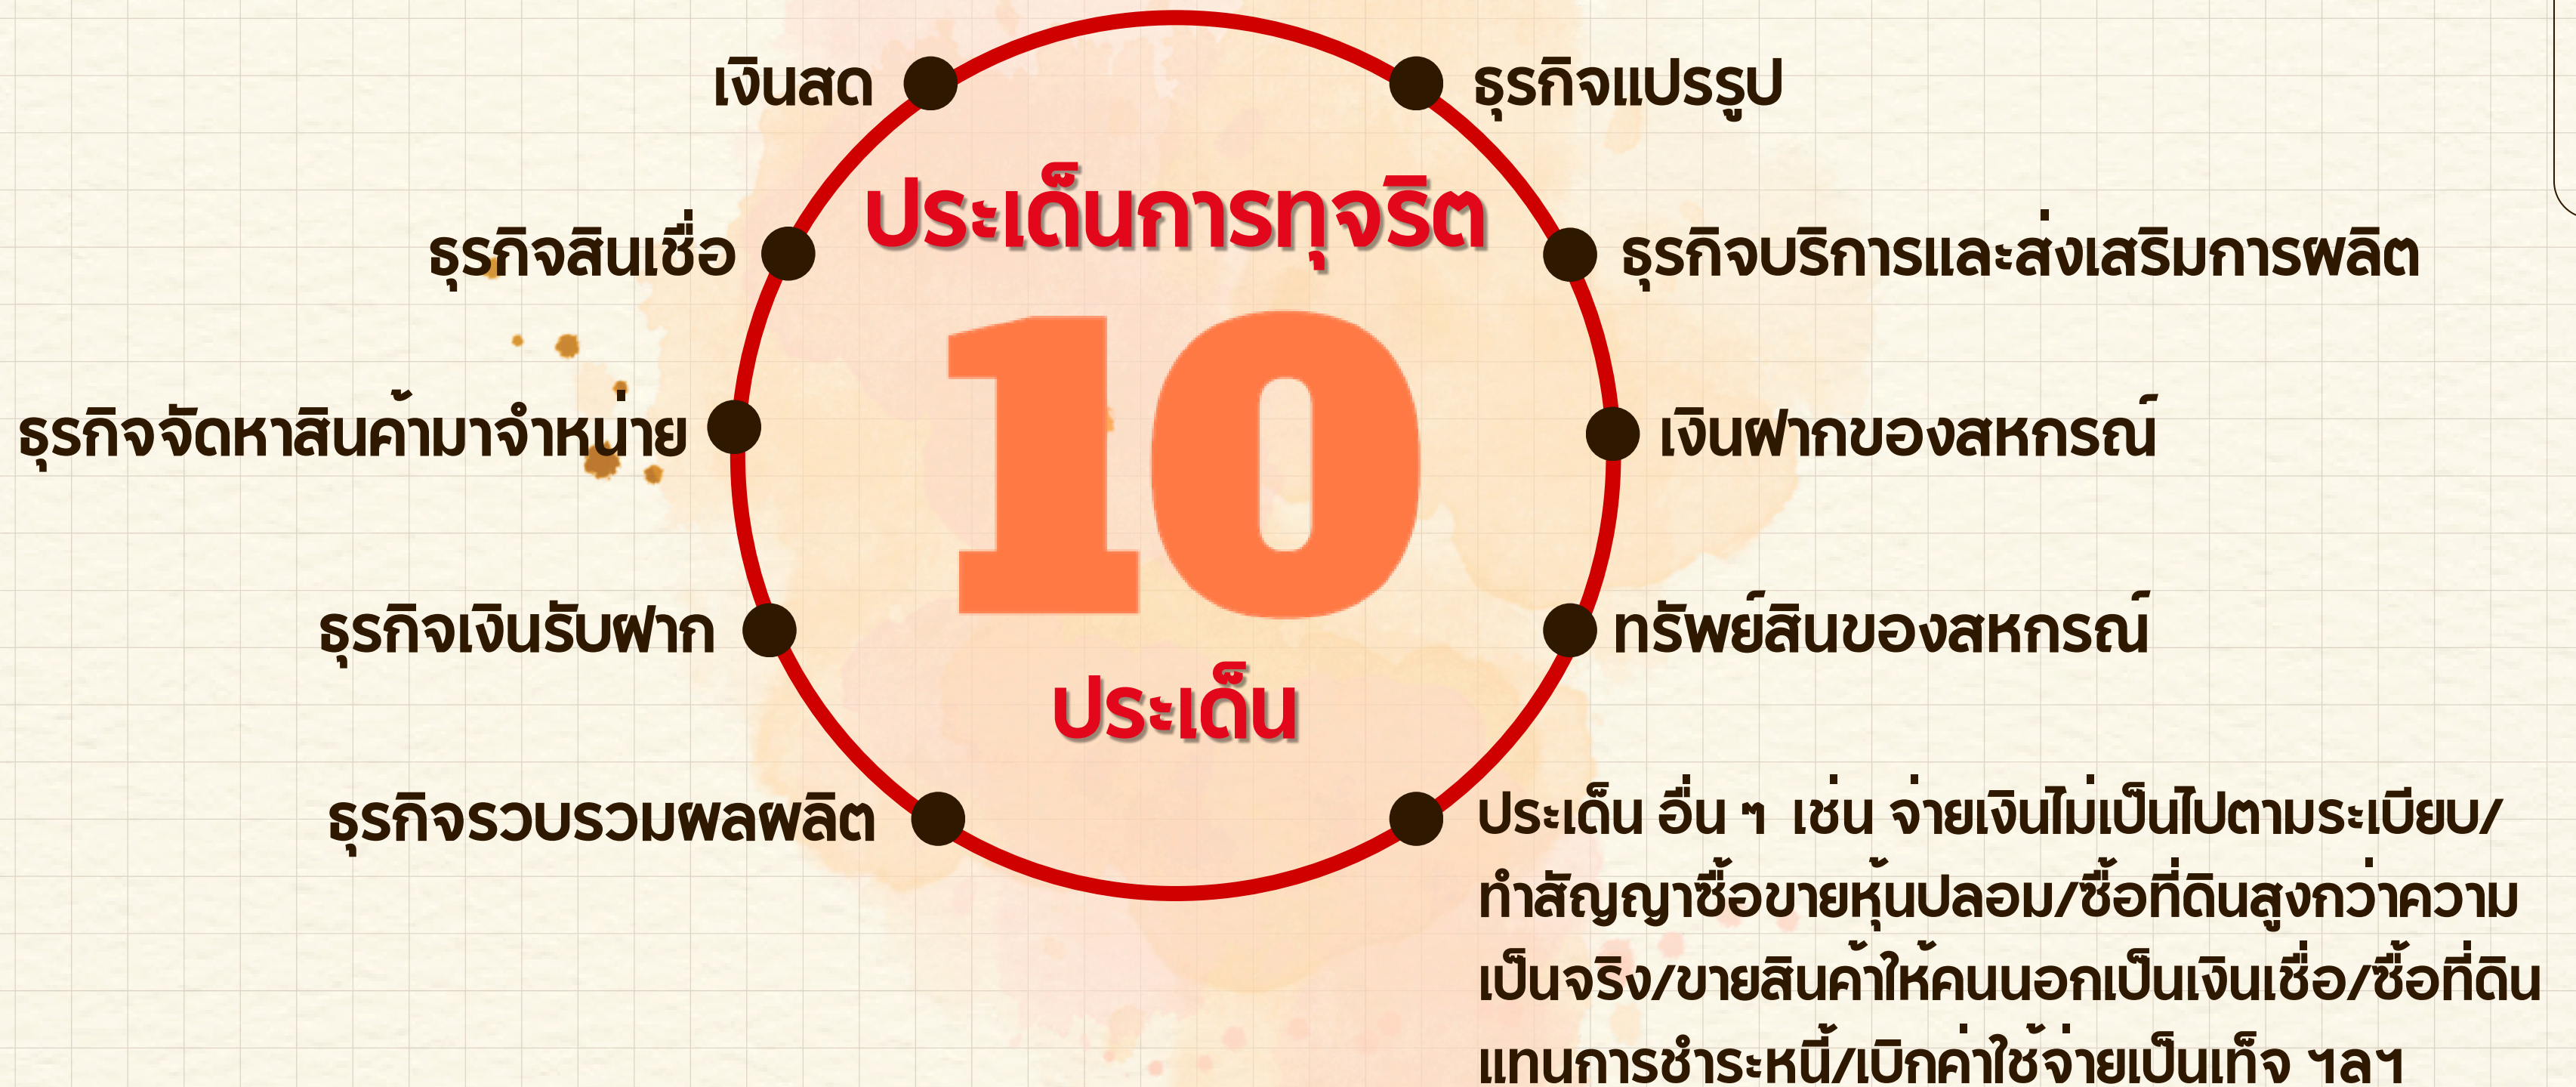 ประเด็นการทุจริต
10
ประเด็น
เงินสด
ธุรกิจสินเชื่อ
ธุรกิจจัดหาสินค้ามาจำหน่าย
ธุรกิจเงินรับฝาก
ธุรกิจรวบรวมผลผลิต
ธุรกิจแปรรูป
ธุรกิจบริการและส่งเสริมการผลิต
เงินฝากของสหกรณ์
ทรัพย์สินของสหกรณ์
ประเด็น อื่น ๆ เช่น จ่ายเงินไม่เป็นไปตามระเบียบ/
ทำสัญญาซื้อขายหุ้นปลอม/ซื้อที่ดินสูงกว่าความ
เป็นจริง/ขายสินค้าให้คนนอกเป็นเงินเชื่อ/ซื้อที่ดิน
แทนการชำระหนี้/เบิกค่าใช้จ่ายเป็นเท็จ ฯลฯ